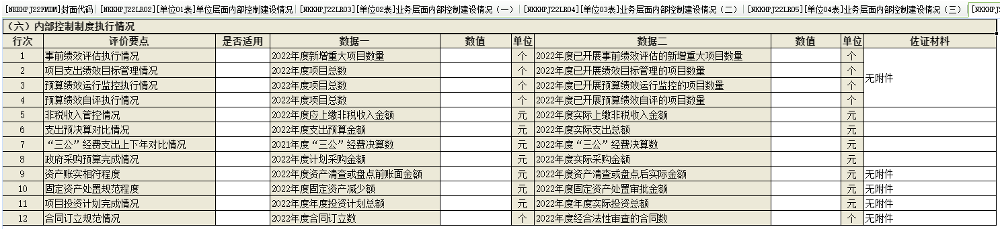 [NKKHPJ22FMDM]封面代码 [NKKHPJ22LR02][单位01表]单位层面内部控制建设情况 [NKKHPJ22LR03][单位02表]业务层面内部控制建设情况（一） [NKKHPJ22LR04][单位03表]业务层面内部控制建设情况（二） [NKKHPJ22LR05][单位04表]业务层面内部控制建设情况（三）
（六）内部控制制度执行情况
行次 评价要点 是否适用 数据一 数值 单位 数据二 数值 单位 佐证材料
1 事前绩效评估执行情况 2022年度新增重大项目数量 个 2022年度已开展事前绩效评估的新增重大项目数量 个
2 项目支出绩效目标管理情况 2022年度项目总数 个 2022年度已开展绩效目标管理的项目数量 个
无附件
3 预算绩效运行监控执行情况 2022年度项目总数 个 2022年度已开展预算绩效运行监控的项目数量 个
4 预算绩效自评执行情况 2022年度项目总数 个 2022年度已开展预算绩效自评的项目数量 个
5 非税收入管控情况 2022年度应上缴非税收入金额 元 2022年度实际上缴非税收入金额 元
6 支出预决算对比情况 2022年度支出预算金额 元 2022年度实际支出总额 元
7 “三公”经费支出上下年对比情况 2021年度“三公”经费决算数 元 2022年度“三公”经费决算数 元
8 政府采购预算完成情况 2022年度计划采购金额 元 2022年度实际采购金额 元
9 资产账实相符程度 2022年度资产清查或盘点前账面金额 元 2022年度资产清查或盘点后实际金额 元 无附件
10 固定资产处置规范程度 2022年度固定资产减少额 元 2022年度固定资产处置审批金额 元 无附件
11 项目投资计划完成情况 2022年度年度投资计划总额 元 2022年度年度实际投资总额 元 无附件
12 合同订立规范情况 2022年度合同订立数 个 2022年度经合法性审查的合同数 个 无附件